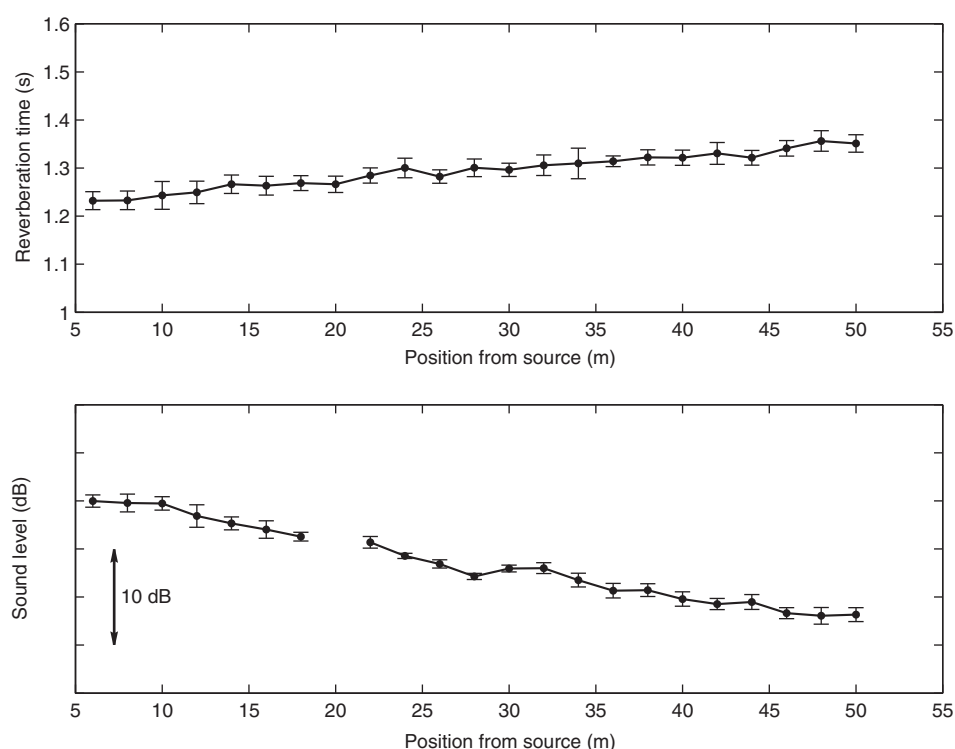 1.6
1.5
1.4
1.3
1.2
1.1
1
Reverberation time (s)
5 10 15 20 25 30 35 40 45 50 55
Position from source (m)
Sound level (dB)
10 dB
5 10 15 20 25 30 35 40 45 50 55
Position from source (m)